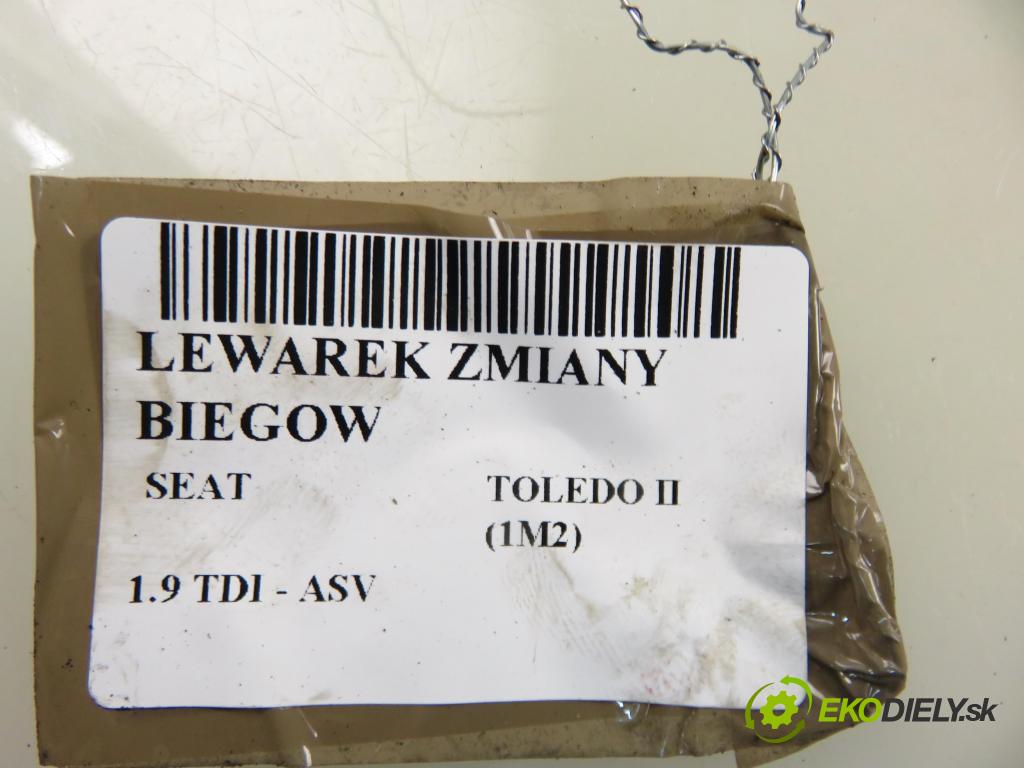 LEWAREK ZMIANY
BIEGOW
SEAT TOLEDO II
(1M2)
1.9 TDI - ASV
EKODIELY.sk